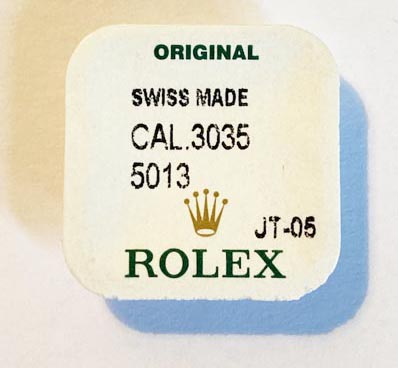 ORIGINAL
SWISS MADE
CAL.3035
5013
JT-05
ROLEX